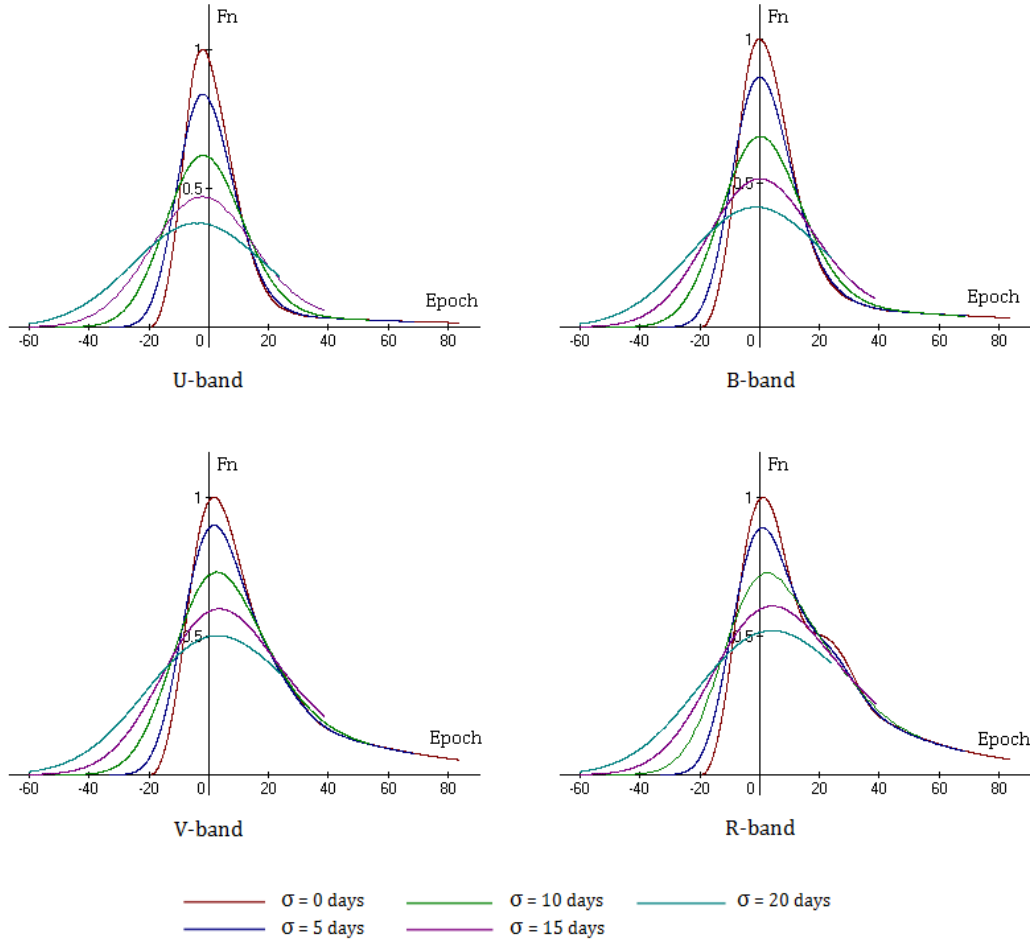 Fn
1
0.5
Epoch
-60 -40 -20 0 20 40 60 80
U-band
Fn
1
0.5
Epoch
-60 -40 -20 0 20 40 60 80
B-band
Fn
1
0.5
Epoch
-60 -40 -20 0 20 40 60 80
V-band
Fn
1
0.5
Epoch
-60 -40 -20 0 20 40 60 80
R-band
σ = 0 days σ = 10 days σ = 20 days
σ = 5 days σ = 15 days